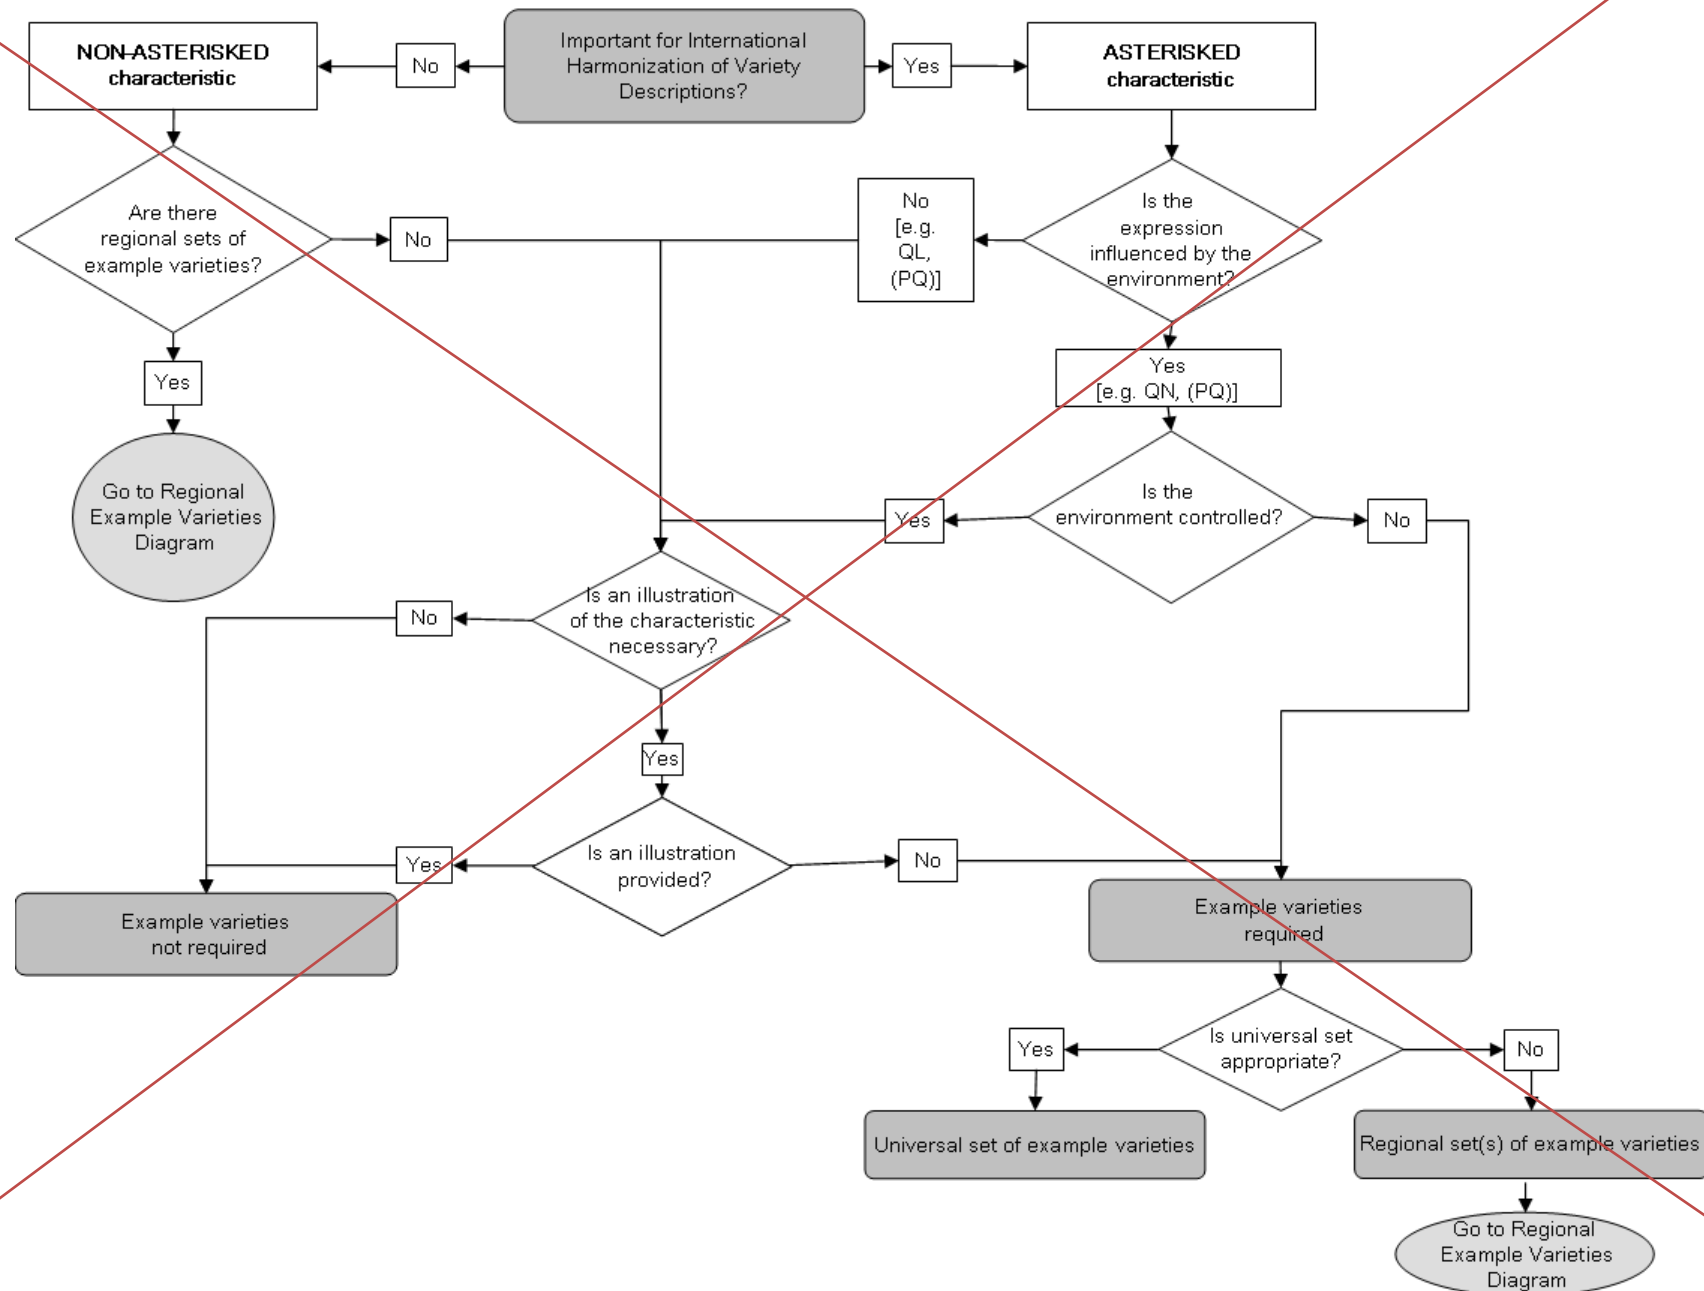 NON-ASTERISKED
characteristic
No
Important for International
Harmonization of Variety
Descriptions?
Yes
ASTERISKED
characteristic
Are there
regional sets of
example varieties?
No
No
[e.g.
QL,
(PQ)]
Is the
expression
influenced by the
environment?
Yes
Yes
[e.g. QN, (PQ)]
Go to Regional
Example Varieties
Diagram
Yes
Is the
environment controlled?
No
No
Is an illustration
of the characteristic
necessary?
Yes
Yes
Is an illustration
provided?
No
Example varieties
not required
Example varieties
required
Yes
Is universal set
appropriate?
No
Universal set of example varieties
Regional set(s) of example varieties
Go to Regional
Example Varieties
Diagram